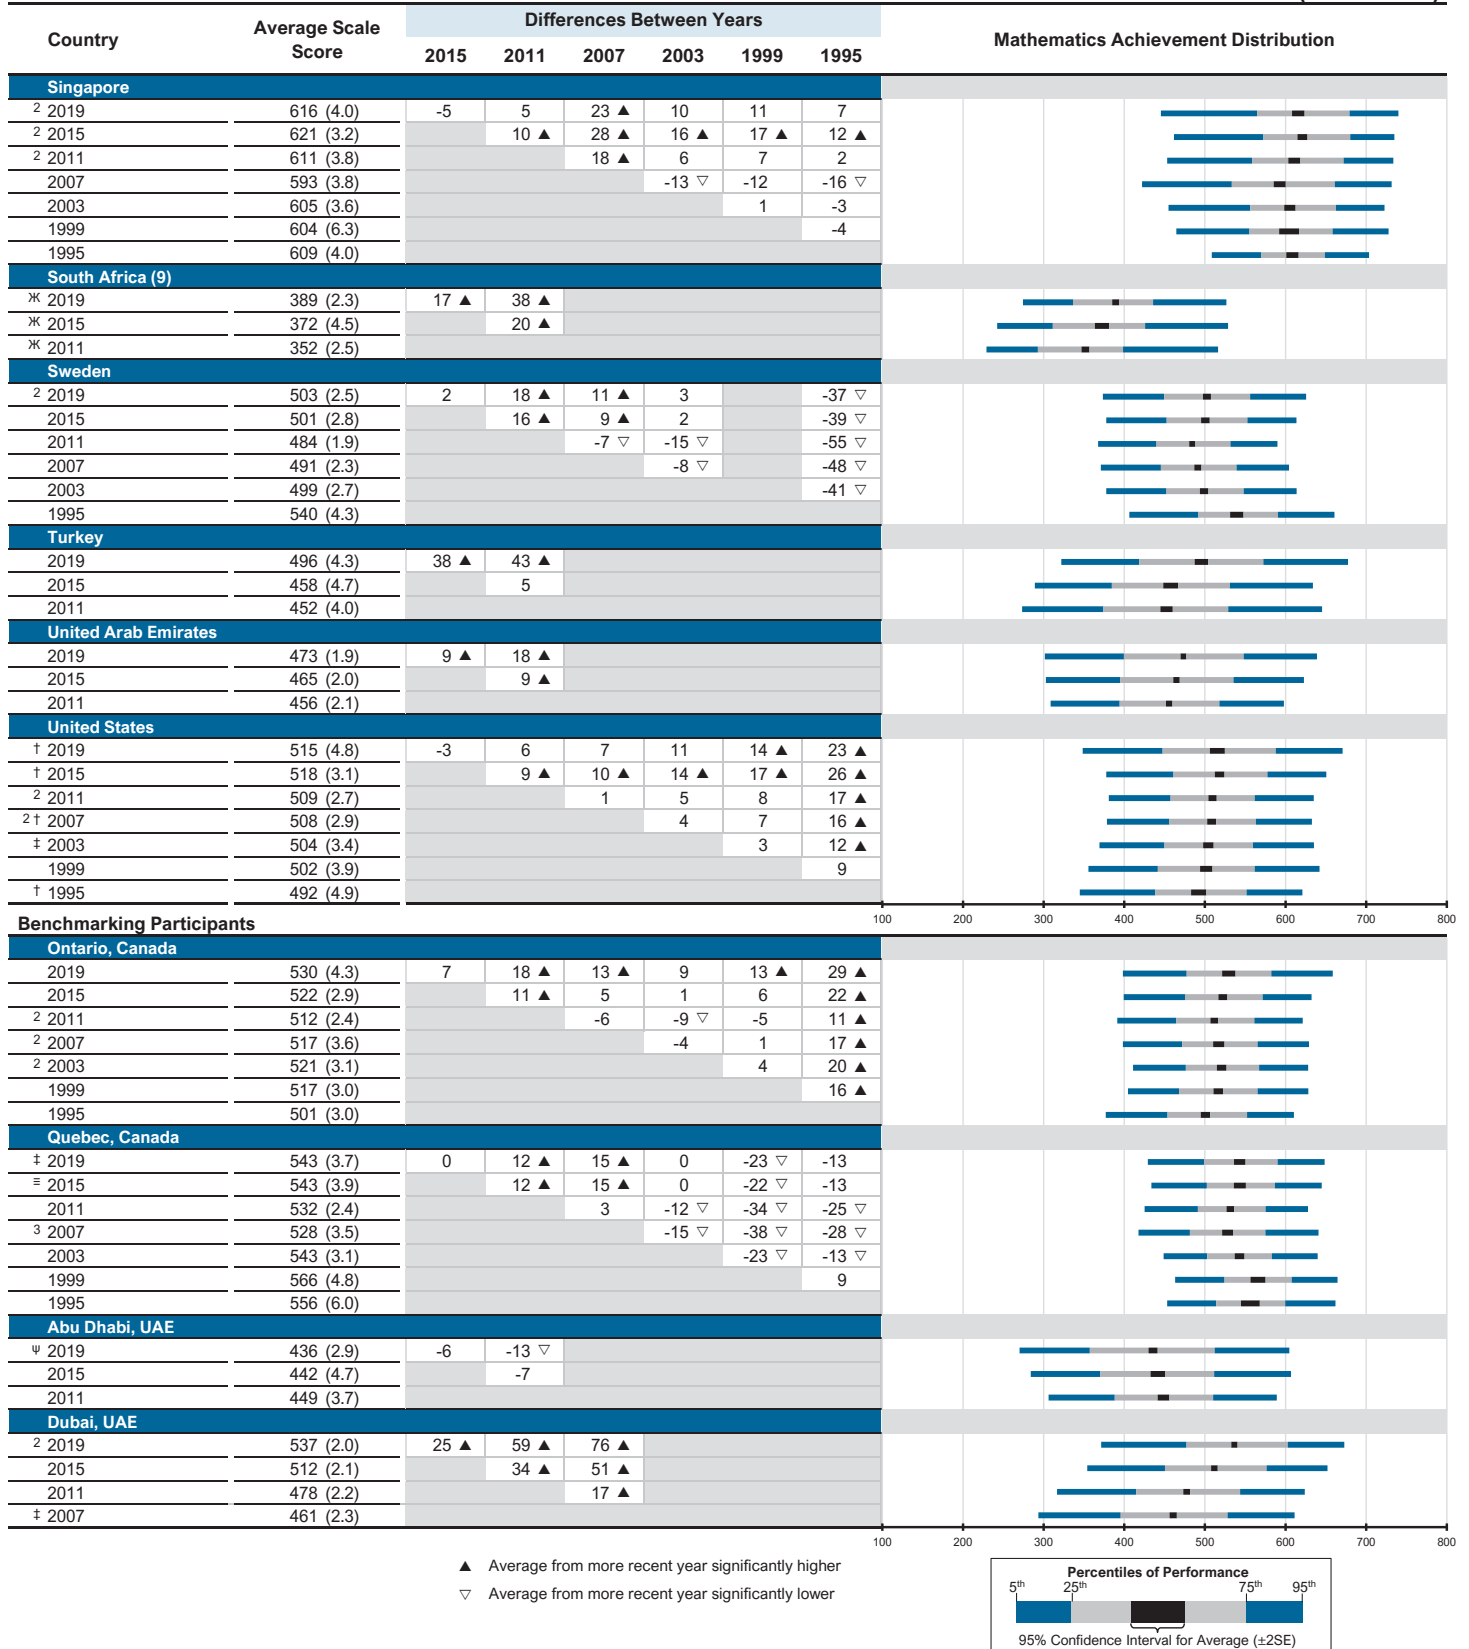 Country
Average Scale Score
Differences Between Years
Mathematics Achievement Distribution
2015 2011 2007 2003 1999 1995
Singapore
2 2019 616 (4.0) -5 5 23 ▲ 10 11 7
2 2015 621 (3.2) 10 ▲ 28 ▲ 16 ▲ 17 ▲ 12 ▲
2 2011 611 (3.8) 18 ▲ 6 7 2
2007 593 (3.8) -13 ▽ -12 -16 ▽
2003 605 (3.6) 1 -3
1999 604 (6.3) -4
1995 609 (4.0)
South Africa (9)
Ж 2019 389 (2.3) 17 ▲ 38 ▲
Ж 2015 372 (4.5) 20 ▲
Ж 2011 352 (2.5)
Sweden
2 2019 503 (2.5) 2 18 ▲ 11 ▲ 3 -37 ▽
2015 501 (2.8) 16 ▲ 9 ▲ 2 -39 ▽
2011 484 (1.9) -7 ▽ -15 ▽ -55 ▽
2007 491 (2.3) -8 ▽ -48 ▽
2003 499 (2.7) -41 ▽
1995 540 (4.3)
Turkey
2019 496 (4.3) 38 ▲ 43 ▲
2015 458 (4.7) 5
2011 452 (4.0)
United Arab Emirates
2019 473 (1.9) 9 ▲ 18 ▲
2015 465 (2.0) 9 ▲
2011 456 (2.1)
United States
† 2019 515 (4.8) -3 6 7 11 14 ▲ 23 ▲
† 2015 518 (3.1) 9 ▲ 10 ▲ 14 ▲ 17 ▲ 26 ▲
2 2011 509 (2.7) 1 5 8 17 ▲
2 † 2007 508 (2.9) 4 7 16 ▲
‡ 2003 504 (3.4) 3 12 ▲
1999 502 (3.9) 9
† 1995 492 (4.9)
100 200 300 400 500 600 700 800
Benchmarking Participants
Ontario, Canada
2019 530 (4.3) 7 18 ▲ 13 ▲ 9 13 ▲ 29 ▲
2015 522 (2.9) 11 ▲ 5 1 6 22 ▲
2 2011 512 (2.4) -6 -9 ▽ -5 11 ▲
2 2007 517 (3.6) -4 1 17 ▲
2 2003 521 (3.1) 4 20 ▲
1999 517 (3.0) 16 ▲
1995 501 (3.0)
Quebec, Canada
‡ 2019 543 (3.7) 0 12 ▲ 15 ▲ 0 -23 ▽ -13
≡ 2015 543 (3.9) 12 ▲ 15 ▲ 0 -22 ▽ -13
2011 532 (2.4) 3 -12 ▽ -34 ▽ -25 ▽
3 2007 528 (3.5) -15 ▽ -38 ▽ -28 ▽
2003 543 (3.1) -23 ▽ -13 ▽
1999 566 (4.8) 9
1995 556 (6.0)
Abu Dhabi, UAE
ψ 2019 436 (2.9) -6 -13 ▽
2015 442 (4.7) -7
2011 449 (3.7)
Dubai, UAE
2 2019 537 (2.0) 25 ▲ 59 ▲ 76 ▲
2015 512 (2.1) 34 ▲ 51 ▲
2011 478 (2.2) 17 ▲
‡ 2007 461 (2.3)
100 200 300 400 500 600 700 800
▲ Average from more recent year significantly higher
▽ Average from more recent year significantly lower
Percentiles of Performance
5th 25th 75th 95th
95% Confidence Interval for Average (±2SE)